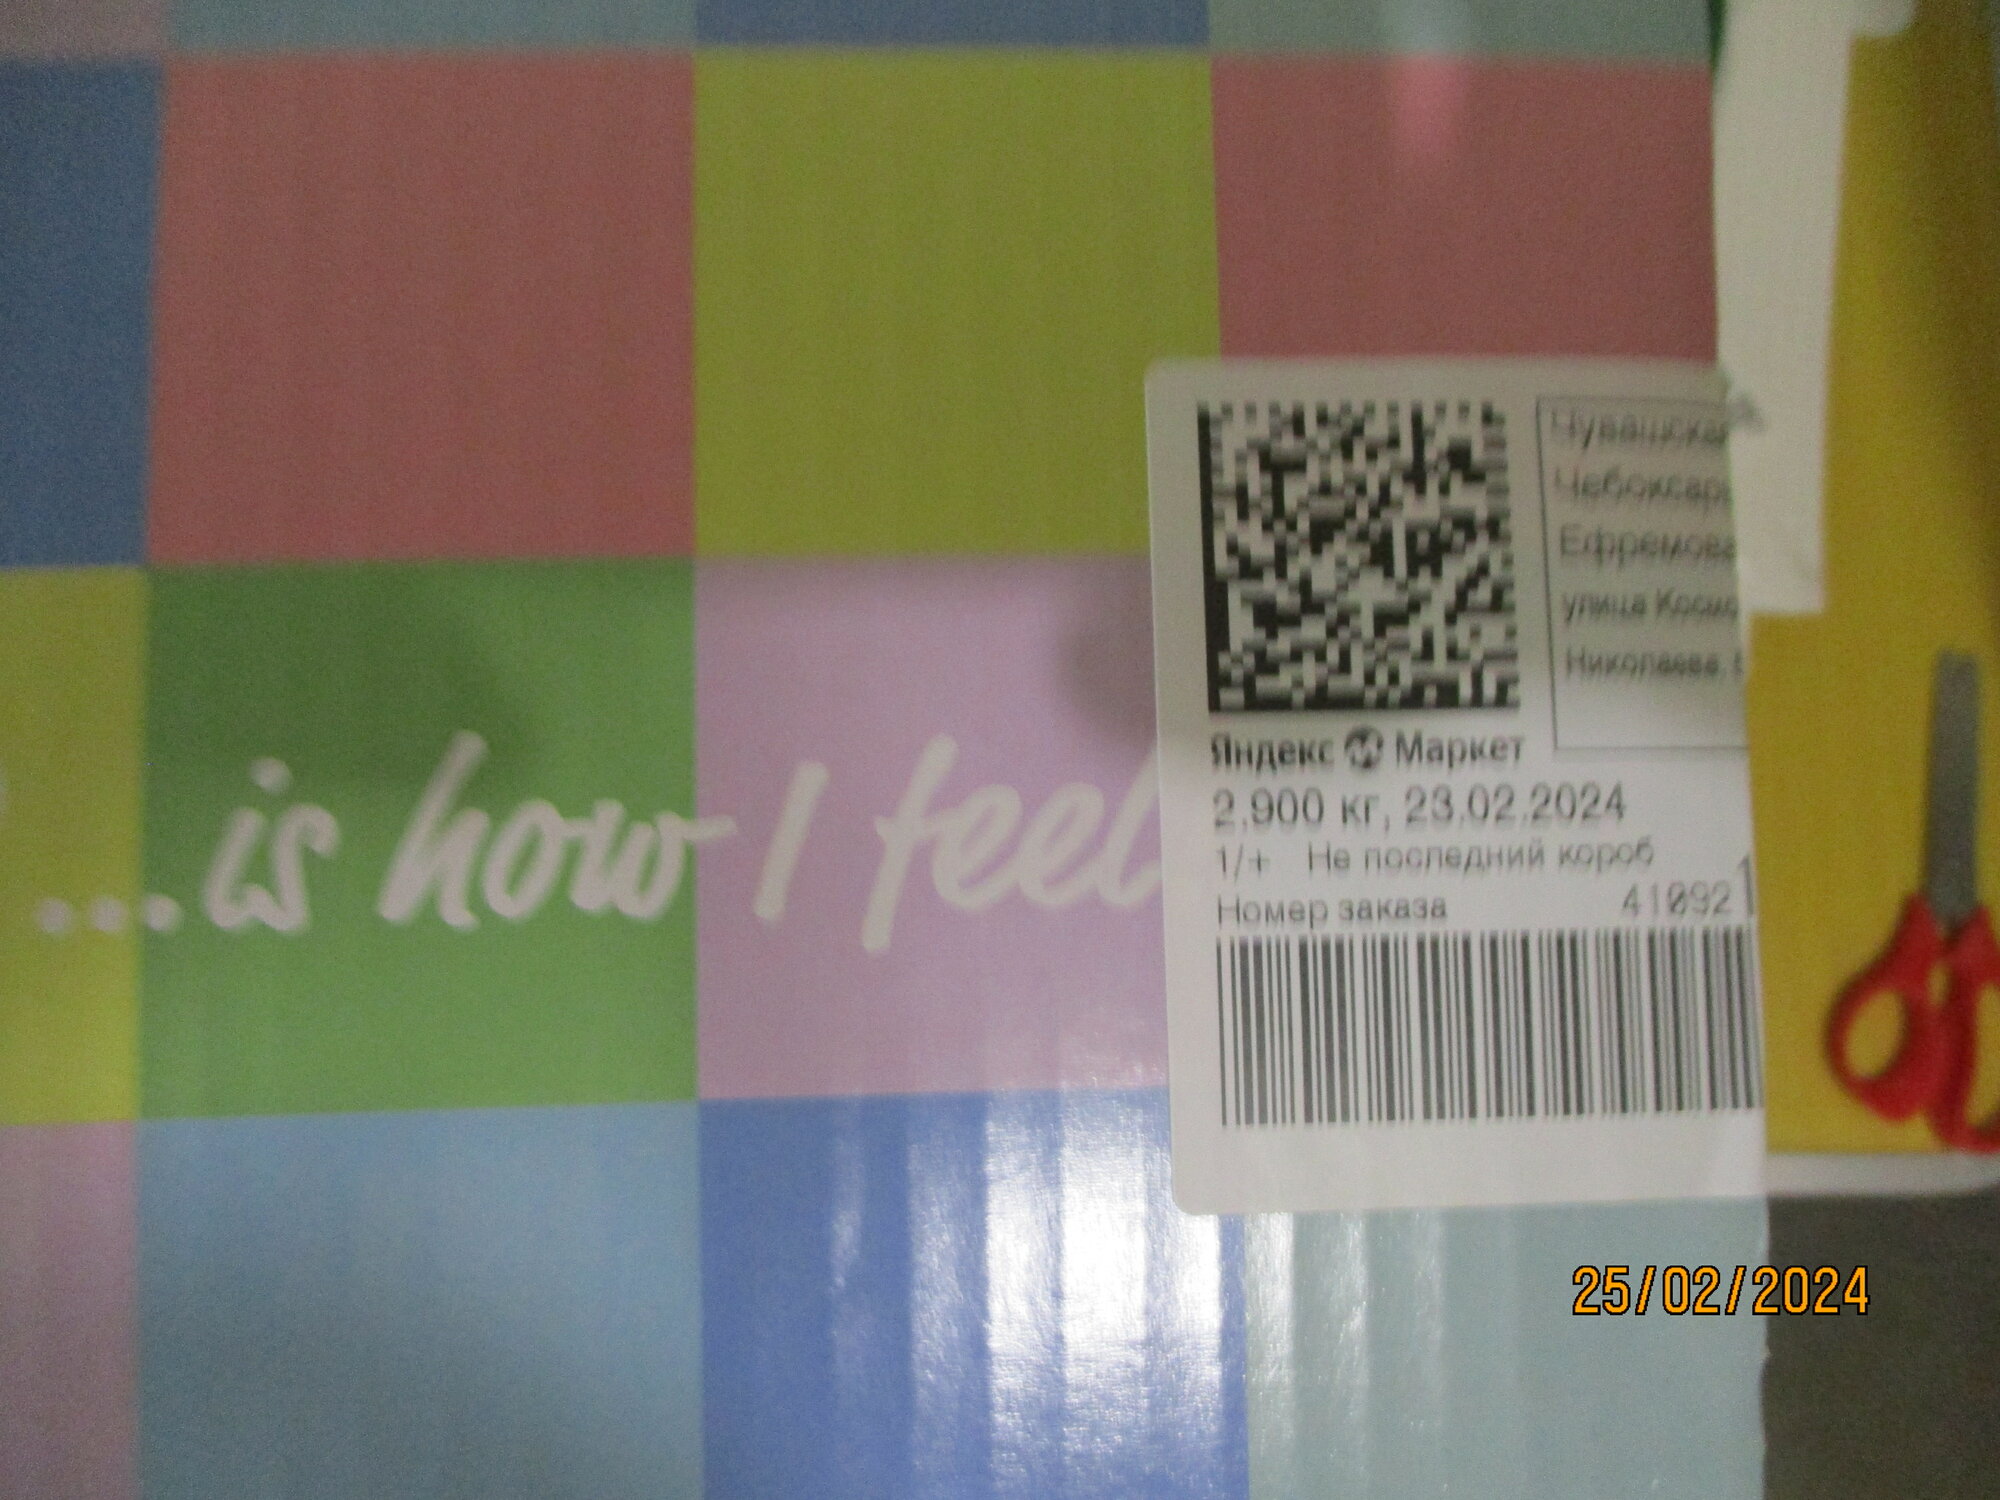 ...is how I feel
Чувашская
Чебоксары
Ефремова
улица Космо
Николаева.
Яндекс Маркет
2.900 кг, 23.02.2024
1/+ Не последний короб
Номер заказа 41092
25/02/2024